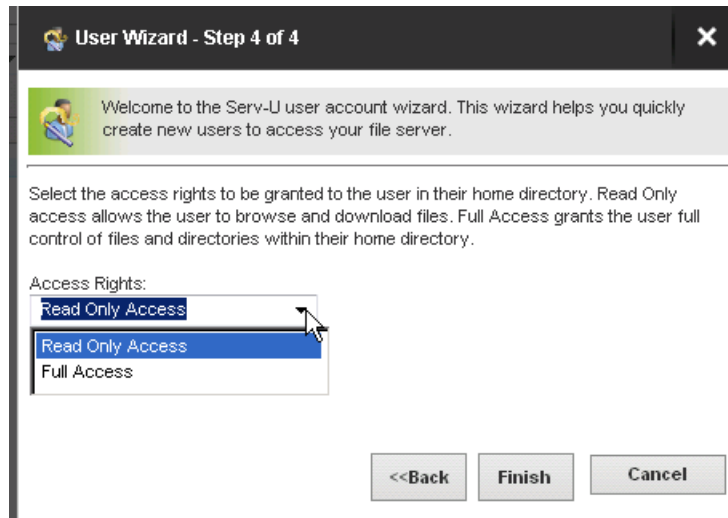 User Wizard - Step 4 of 4
Welcome to the Serv-U user account wizard. This wizard helps you quickly
create new users to access your file server.
Select the access rights to be granted to the user in their home directory. Read Only
access allows the user to browse and download files. Full Access grants the user full
control of files and directories within their home directory.
Access Rights:
Read Only Access
Read Only Access
Full Access
<<Back Finish Cancel